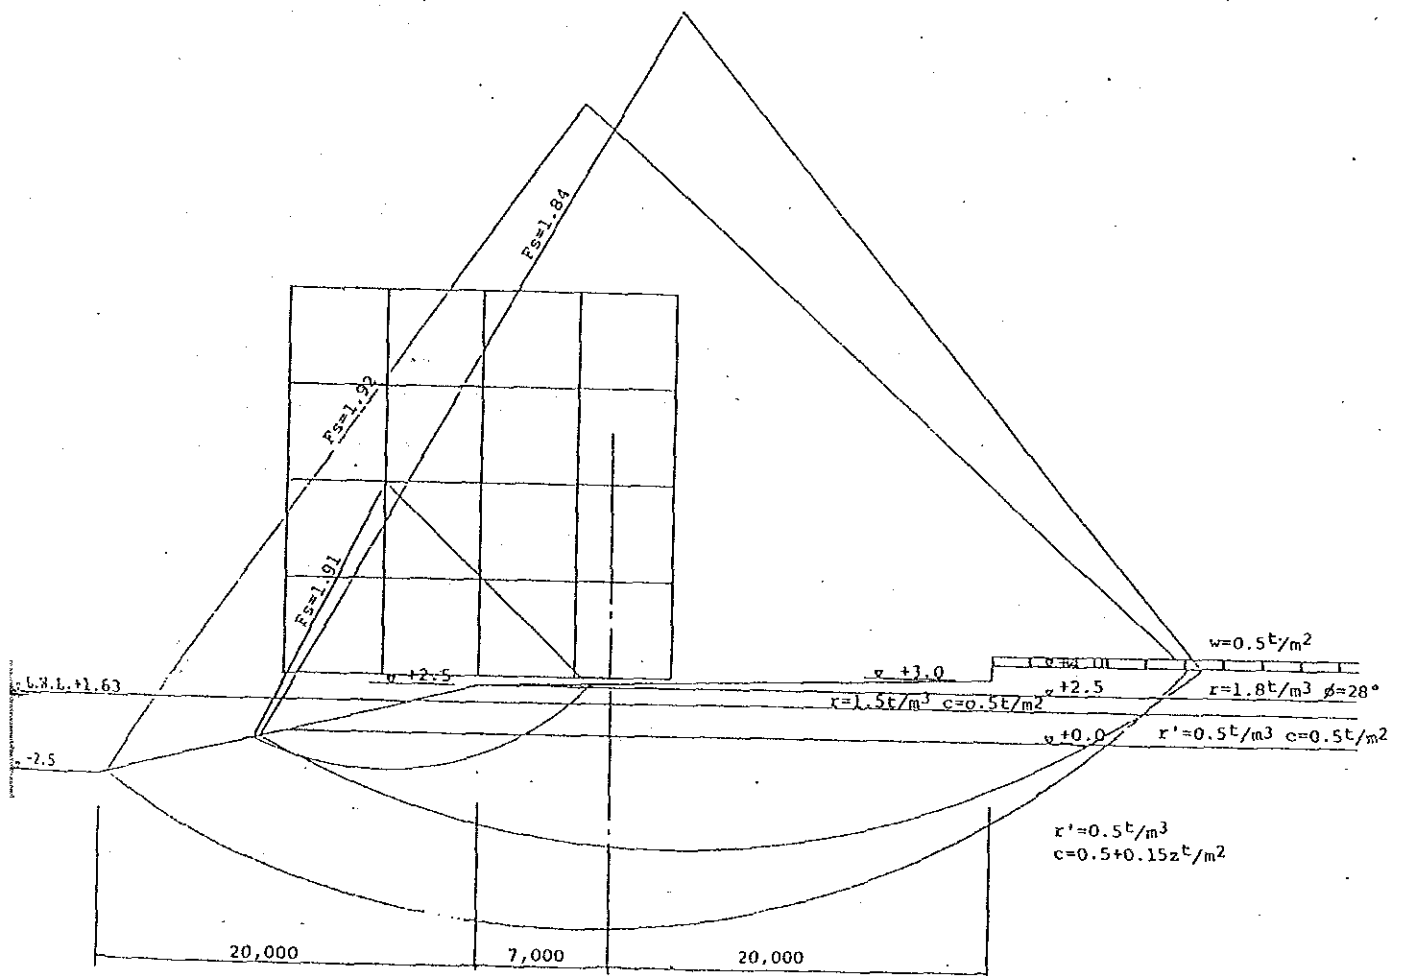 Fs=1.84
Fs=1.92
Fs=1.91
w=0.5t/m2
+2.5
+3.0
+1.63
+2.5
r=1.8t/m3 ø=28°
r=1.5t/m3 c=0.5t/m2
+0.0
r'=0.5t/m3 c=0.5t/m2
-2.5
r'=0.5t/m3
c=0.5+0.15zt/m2
20,000
7,000
20,000